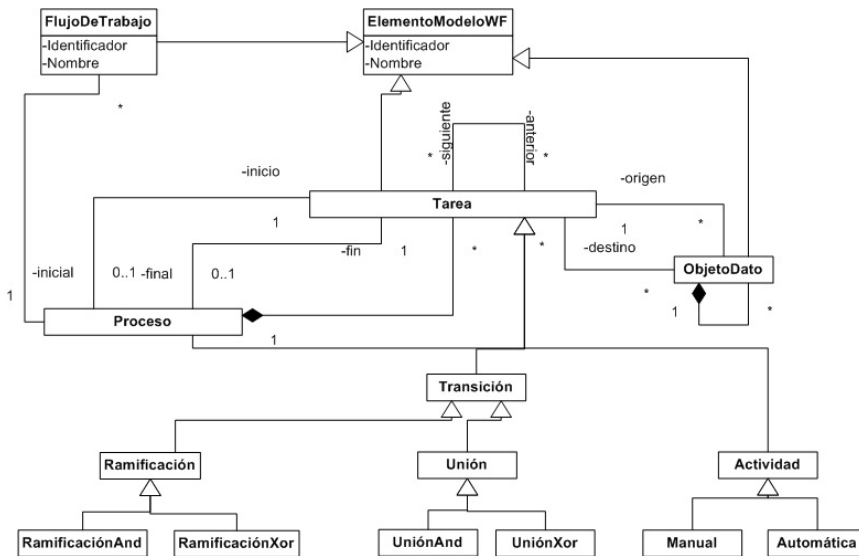 FlujoDeTrabajo
-Identificador
-Nombre
ElementoModeloWF
-Identificador
-Nombre
*
-siguiente
-anterior
*
*
-inicio
-origen
Tarea
1
1
*
-fin
1
*
*
-destino
-inicial
0..1
-final
0..1
ObjetoDato
1
*
1
*
Proceso
1
Transición
Ramificación
Unión
Actividad
RamificaciónAnd
RamificaciónXor
UniónAnd
UniónXor
Manual
Automática